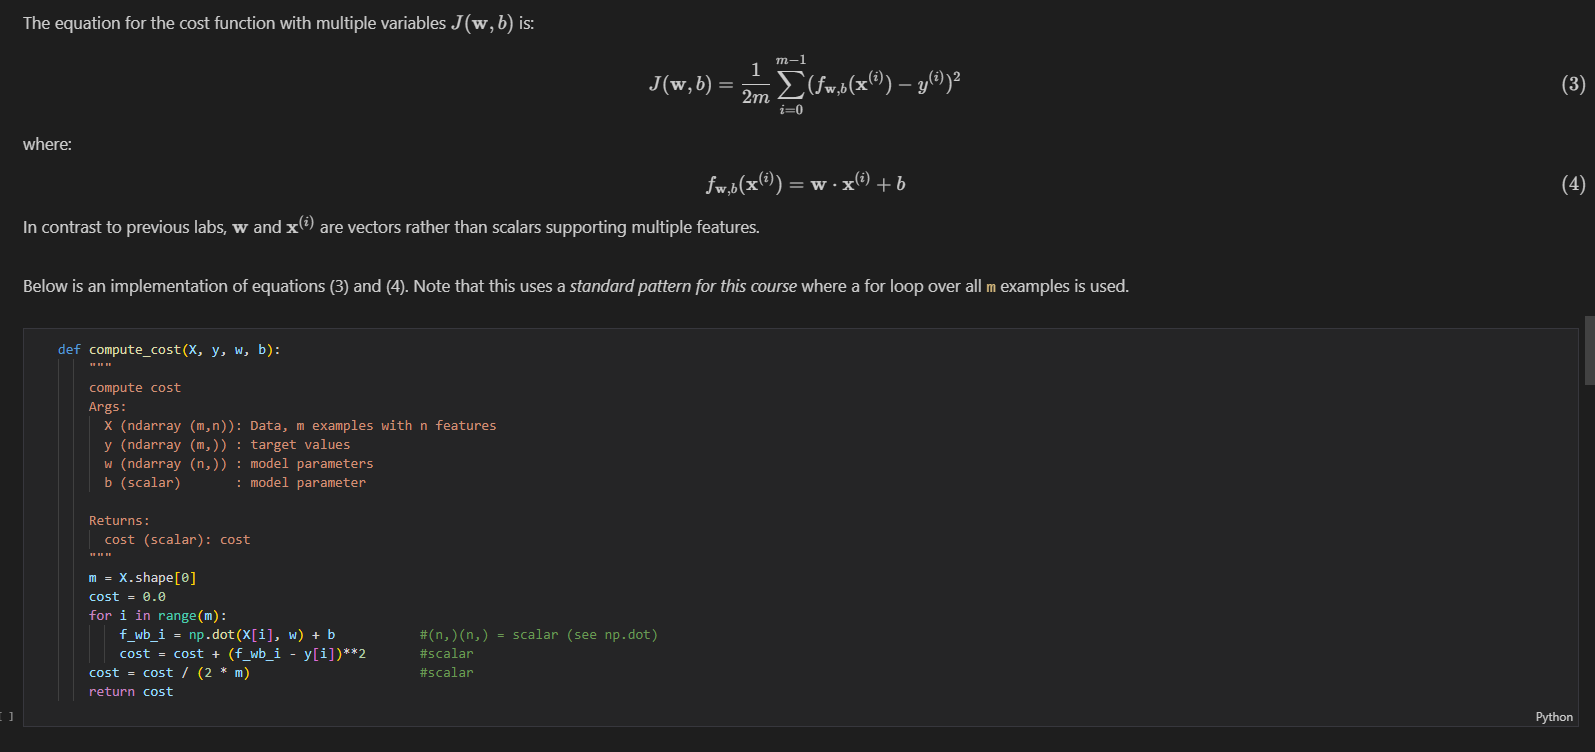 The equation for the cost function with multiple variables J(w, b) is:
J(w, b) = \frac{1}{2m} \sum_{i=0}^{m-1} (f_{w,b}(x^{(i)}) - y^{(i)})^2 (3)
where:
f_{w,b}(x^{(i)}) = w · x^{(i)} + b (4)
In contrast to previous labs, w and x^{(i)} are vectors rather than scalars supporting multiple features.
Below is an implementation of equations (3) and (4). Note that this uses a standard pattern for this course where a for loop over all m examples is used.
def compute_cost(X, y, w, b):
"""
compute cost
Args:
X (ndarray (m,n)): Data, m examples with n features
y (ndarray (m,)) : target values
w (ndarray (n,)) : model parameters
b (scalar)       : model parameter
Returns:
cost (scalar): cost
"""
m = X.shape[0]
cost = 0.0
for i in range(m):
f_wb_i = np.dot(X[i], w) + b           #(n,)(n,) = scalar (see np.dot)
cost = cost + (f_wb_i - y[i])**2       #scalar
cost = cost / (2 * m)                      #scalar
return cost
[ ]
Python